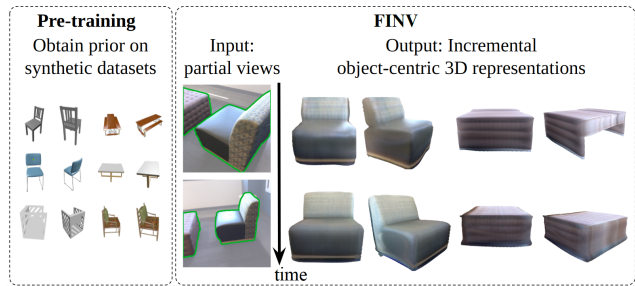 Pre-training
Obtain prior on
synthetic datasets
FINV
Input:
partial views
Output: Incremental
object-centric 3D representations
time